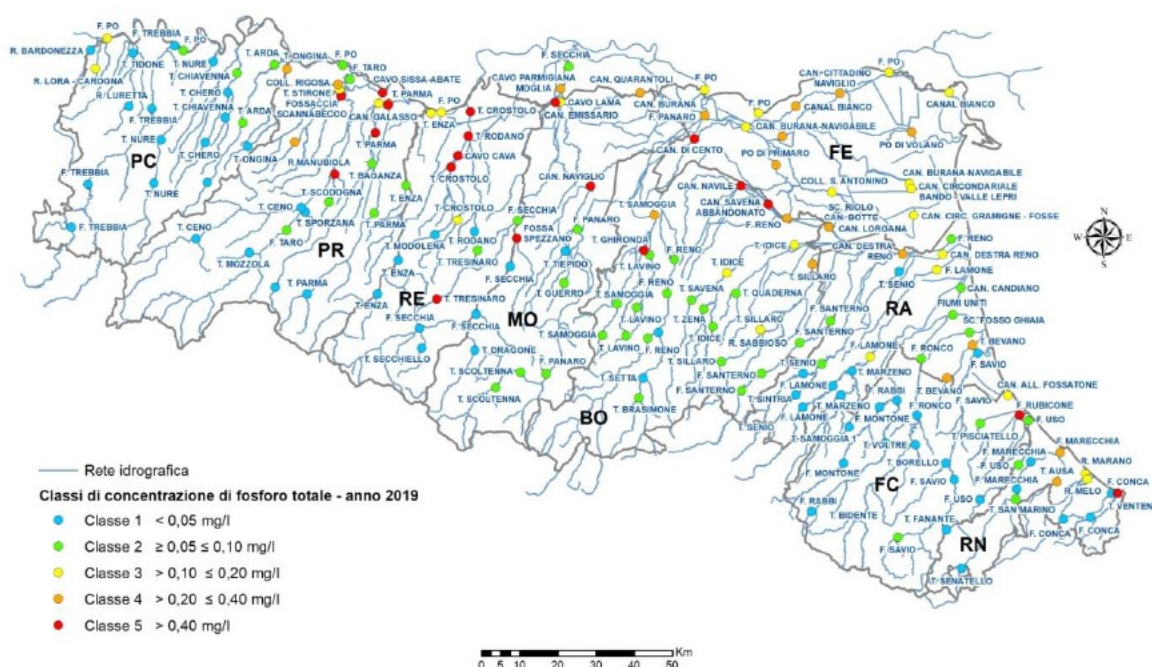 F. PO
F. TREBBIA
F. PO
R. BARDONEZZA
T. TIDONE
T. NURE
T. ARDA
T. ONGINA
F. PO
F. TARO
T. CHIAVENNA
R. LORA - CAROGNA
COLL. RIGOSA
CAVO SISSA-ABATE
T. STIRONE
T. PARMA
R. LURETTA
T. CHERO
FOSSACCIA
SCANNABECCO
CAN. GALASSO
F. PO
T. ENZA
T. CROSTOLO
F. TREBBIA
T. CHIAVENNA
T. ARDA
T. NURE
T. PARMA
T. RODANO
PC
T. CHERO
T. ONGINA
R.MANUBIOLA
CAVO CAVA
T. BAGANZA
T. CROSTOLO
F. TREBBIA
T. NURE
T. SCODOGNA
T. ENZA
T. CENO
T. SPORZANA
T. PARMA
T. CROSTOLO
F. TREBBIA
T. CENO
F. TARO
PR
T. MODOLENA
T. RODANO
T. TRESINARO
T. MOZZOLA
T. ENZA
T. PARMA
T. ENZA
RE
T. TRESINARO
F. SECCHIA
T. SECCHIELLO
F. SECCHIA
CAVO PARMIGIANA
MOGLIA
CAN. QUARANTOLI
F. PO
CAVO LAMA
CAN. EMISSARIO
CAN. BURANA
F. PANARO
CAN. DI CENTO
CAN. NAVIGLIO
F. SECCHIA
FOSSA
SPEZZANO
F. PANARO
T. TIEPIDO
F. SECCHIA
T. GUERRO
MO
F. SECCHIA
T. DRAGONE
T. SCOLTENNA
F. PANARO
T. SCOLTENNA
CAN. CITTADINO
NAVIGLIO
F. PO
F. PO
CANAL BIANCO
CANAL BIANCO
CAN. BURANA-NAVIGABILE
PO DI VOLANO
FE
PO DI PRIMARO
COLL. S. ANTONINO
CAN. BURANA-NAVIGABILE
CAN. CIRCONDARIALE
BANDO - VALLE LEPRI
CAN. NAVILE
CAN. SAVENA
ABBANDONATO
SC. RIOLO
CAN. BOTTE
CAN. LORGANA
CAN. CIRC. GRAMIGNE - FOSSE
T. SAMOGGIA
F. RENO
T. GHIRONDA
T. LAVINO
F. RENO
T. IDICE
CAN. DESTRA
RENO
F. RENO
CAN. DESTRA RENO
T. IDICE
T. SILLARO
T. SENIO
F. LAMONE
CAN. CANDIANO
F. RENO
T. SAMOGGIA
T. SAVENA
T. QUADERNA
T. LAVINO
T. ZENA
T. SILLARO
F. SANTERNO
RA
FIUMI UNITI
SC. FOSSO GHIAIA
T. SAMOGGIA
T. LAVINO
F. RENO
T. IDICE
R. SABBIOSO
F. SANTERNO
F. LAMONE
F. RONCO
T. BEVANO
F. SAVIO
T. SETTA
T. SILLARO
F. SANTERNO
F. SANTERNO
T. SENIO
T. MARZENO
F. LAMONE
F. RABBI
T. BEVANO
CAN. ALL. FOSSATONE
T. BRASIMONE
BO
T. SINTRIA
T. MARZENO
F. LAMONE
F. MONTONE
F. RONCO
F. SAVIO
F. RUBICONE
F. USO
T. SENIO
T. SAMOGGIA 1
T. VOLTRE
T. PISCIATELLO
F. MARECCHIA
F. MONTONE
T. BORELLO
F. MARECCHIA
F. USO
T. AUSA
R. MARANO
FC
F. SAVIO
F. MARECCHIA
R. MELO
F. CONCA
F. RABBI
T. BIDENTE
F. USO
T. SAN MARINO
T. VENTENA
T. FANANTE
F. CONCA
F. CONCA
F. SAVIO
RN
T. SENATELLO
N
W
E
S
Rete idrografica
Classi di concentrazione di fosforo totale - anno 2019
Classe 1 < 0,05 mg/l
Classe 2 ≥ 0,05 ≤ 0,10 mg/l
Classe 3 > 0,10 ≤ 0,20 mg/l
Classe 4 > 0,20 ≤ 0,40 mg/l
Classe 5 > 0,40 mg/l
Km
0 5 10 20 30 40 50